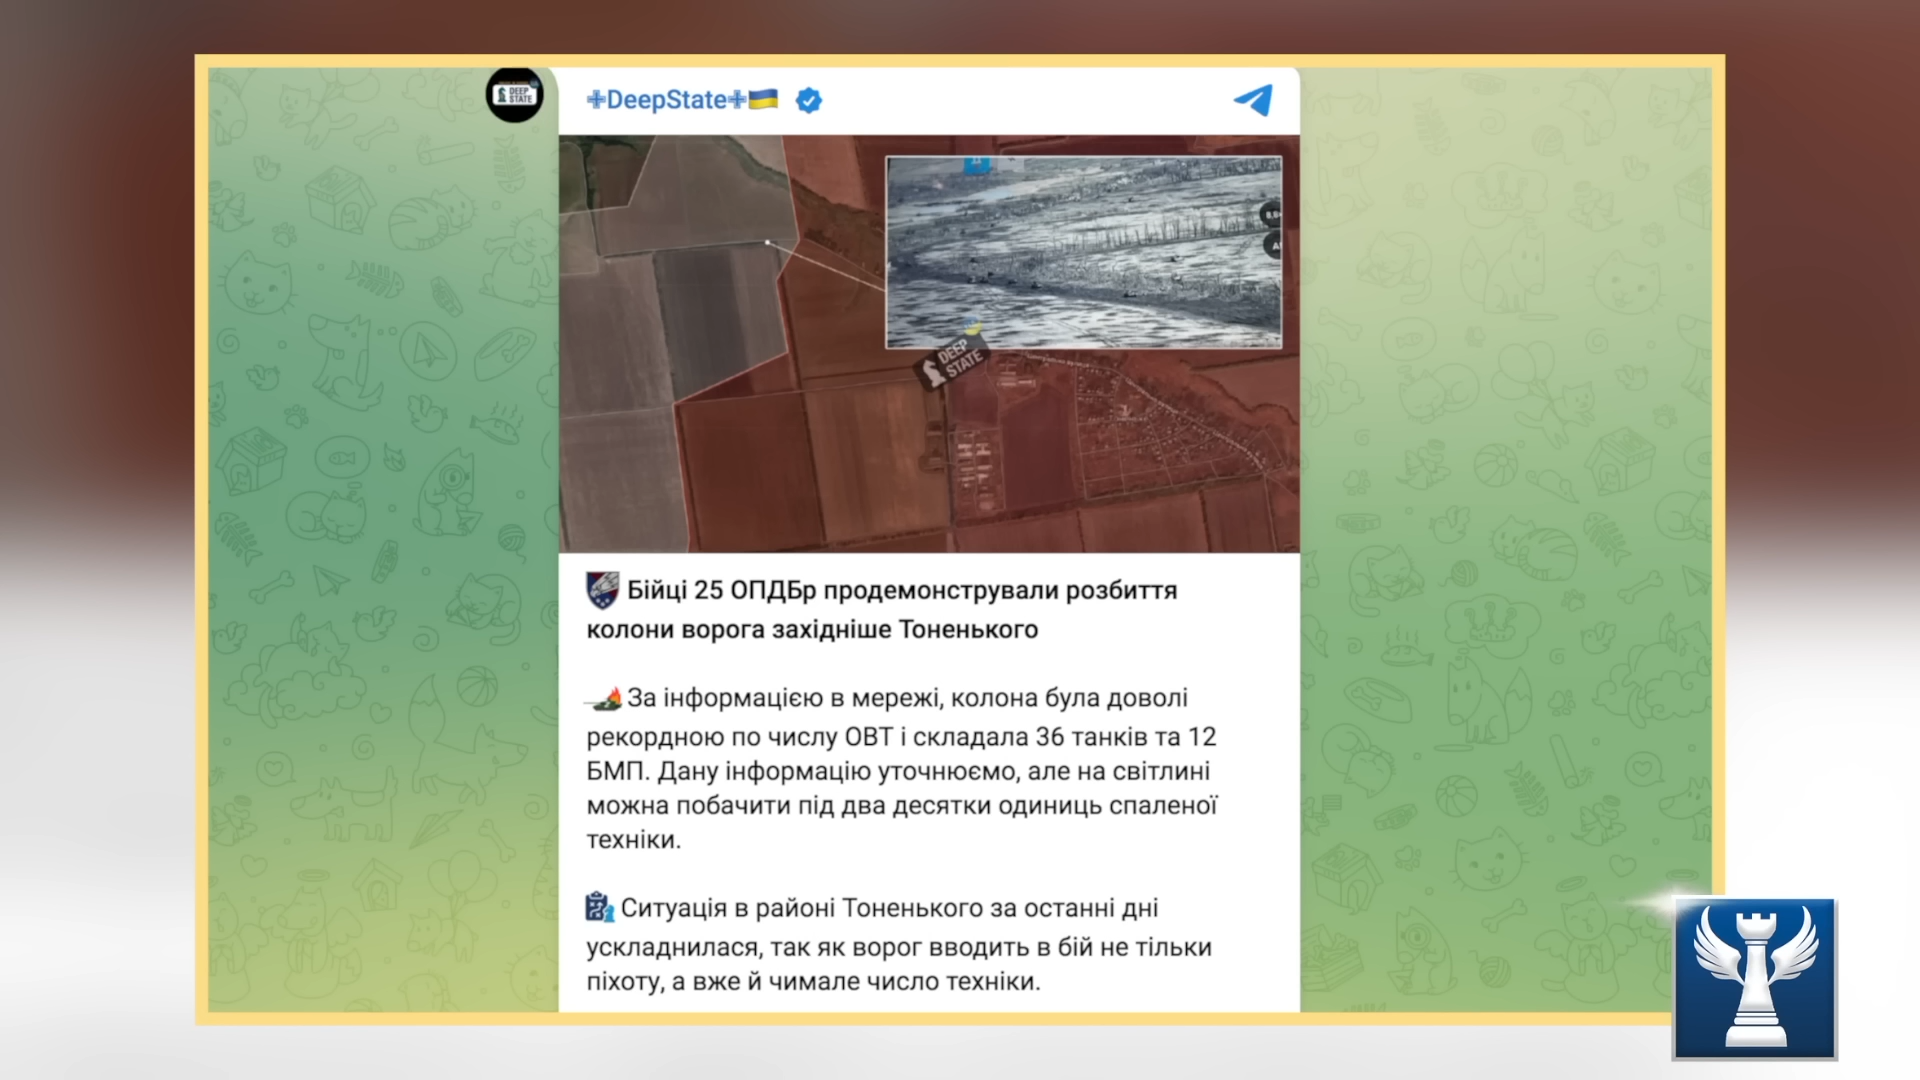 DEEP
STATE
✙DeepState✙🇺🇦
DEEP
STATE
Бійці 25 ОПДБр продемонстрували розбиття
колони ворога західніше Тоненького
За інформацією в мережі, колона була доволі
рекордною по числу ОВТ і складала 36 танків та 12
БМП. Дану інформацію уточнюємо, але на світлині
можна побачити під два десятки одиниць спаленої
техніки.
Ситуація в районі Тоненького за останні дні
ускладнилася, так як ворог вводить в бій не тільки
піхоту, а вже й чимале число техніки.